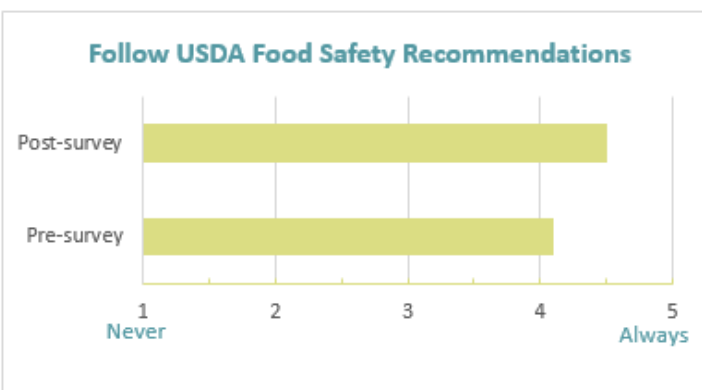 Follow USDA Food Safety Recommendations
Post-survey
Pre-survey
1 2 3 4 5
Never Always